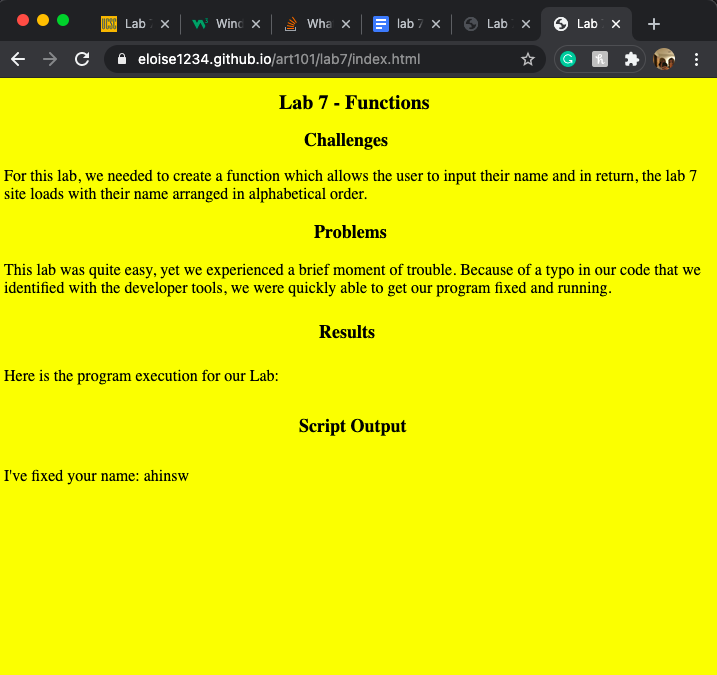 Lab 7
Wind
Wha
lab 7
Lab
Lab
eloise1234.github.io/art101/lab7/index.html
Lab 7 - Functions
Challenges
For this lab, we needed to create a function which allows the user to input their name and in return, the lab 7
site loads with their name arranged in alphabetical order.
Problems
This lab was quite easy, yet we experienced a brief moment of trouble. Because of a typo in our code that we
identified with the developer tools, we were quickly able to get our program fixed and running.
Results
Here is the program execution for our Lab:
Script Output
I've fixed your name: ahinsw